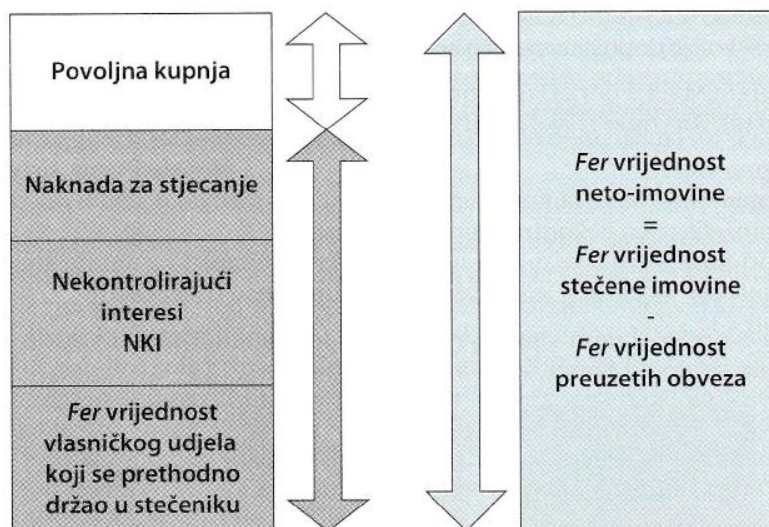 Povoljna kupnja
Naknada za stjecanje
Nekontrolirajući
interesi
NKI
Fer vrijednost
vlasničkog udjela
koji se prethodno
držao u stečeniku
Fer vrijednost
neto-imovine
=
Fer vrijednost
stečene imovine
-
Fer vrijednost
preuzetih obveza